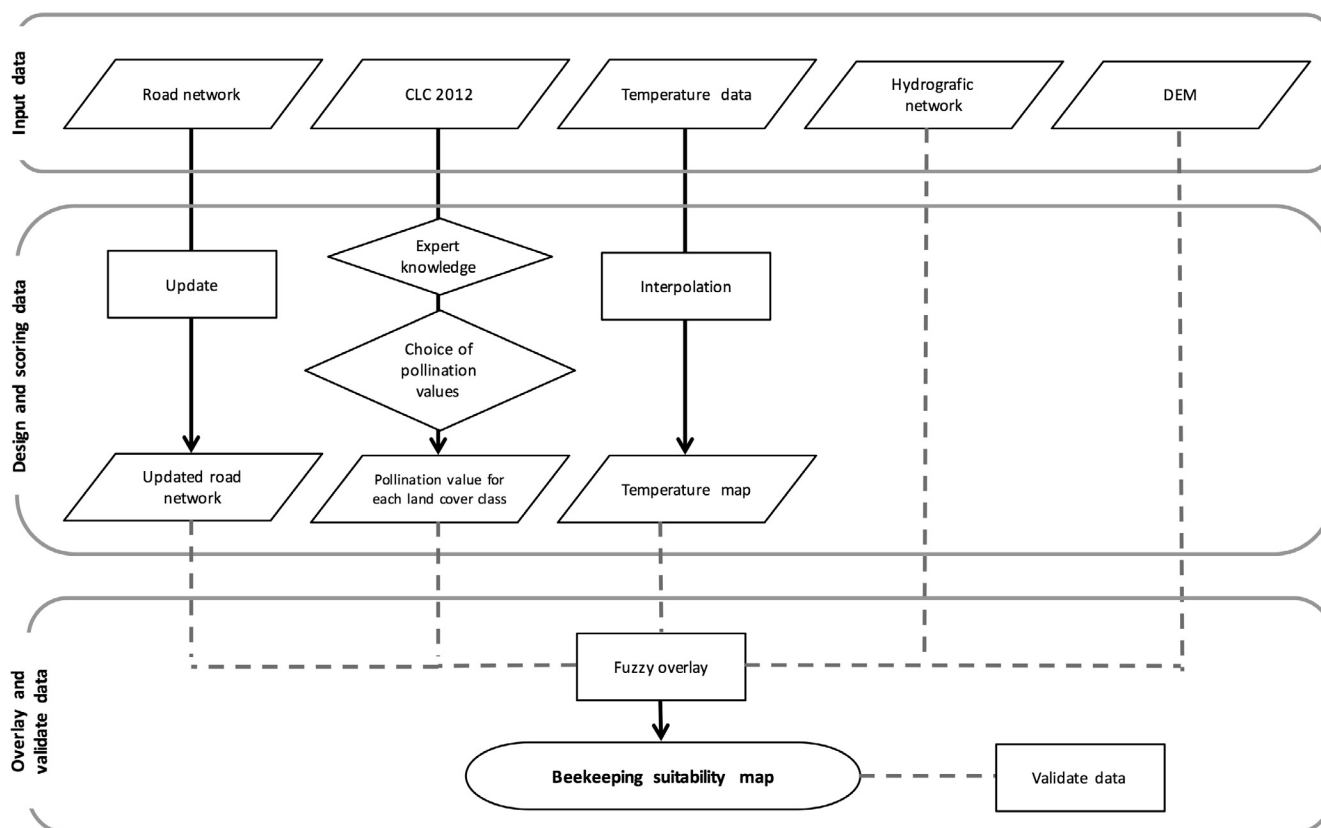 Input data
Road network
CLC 2012
Temperature data
Hydrografic
network
DEM
Design and scoring data
Update
Expert
knowledge
Interpolation
Choice of
pollination
values
Updated road
network
Pollination value for
each land cover class
Temperature map
Overlay and
validate data
Fuzzy overlay
Beekeeping suitability map
Validate data